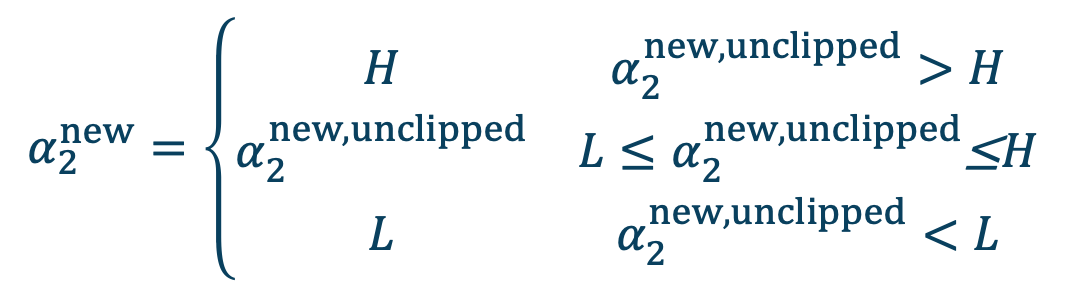 H α₂^new,unclipped > H
α₂^new = { α₂^new,unclipped L ≤ α₂^new,unclipped ≤H
L α₂^new,unclipped < L